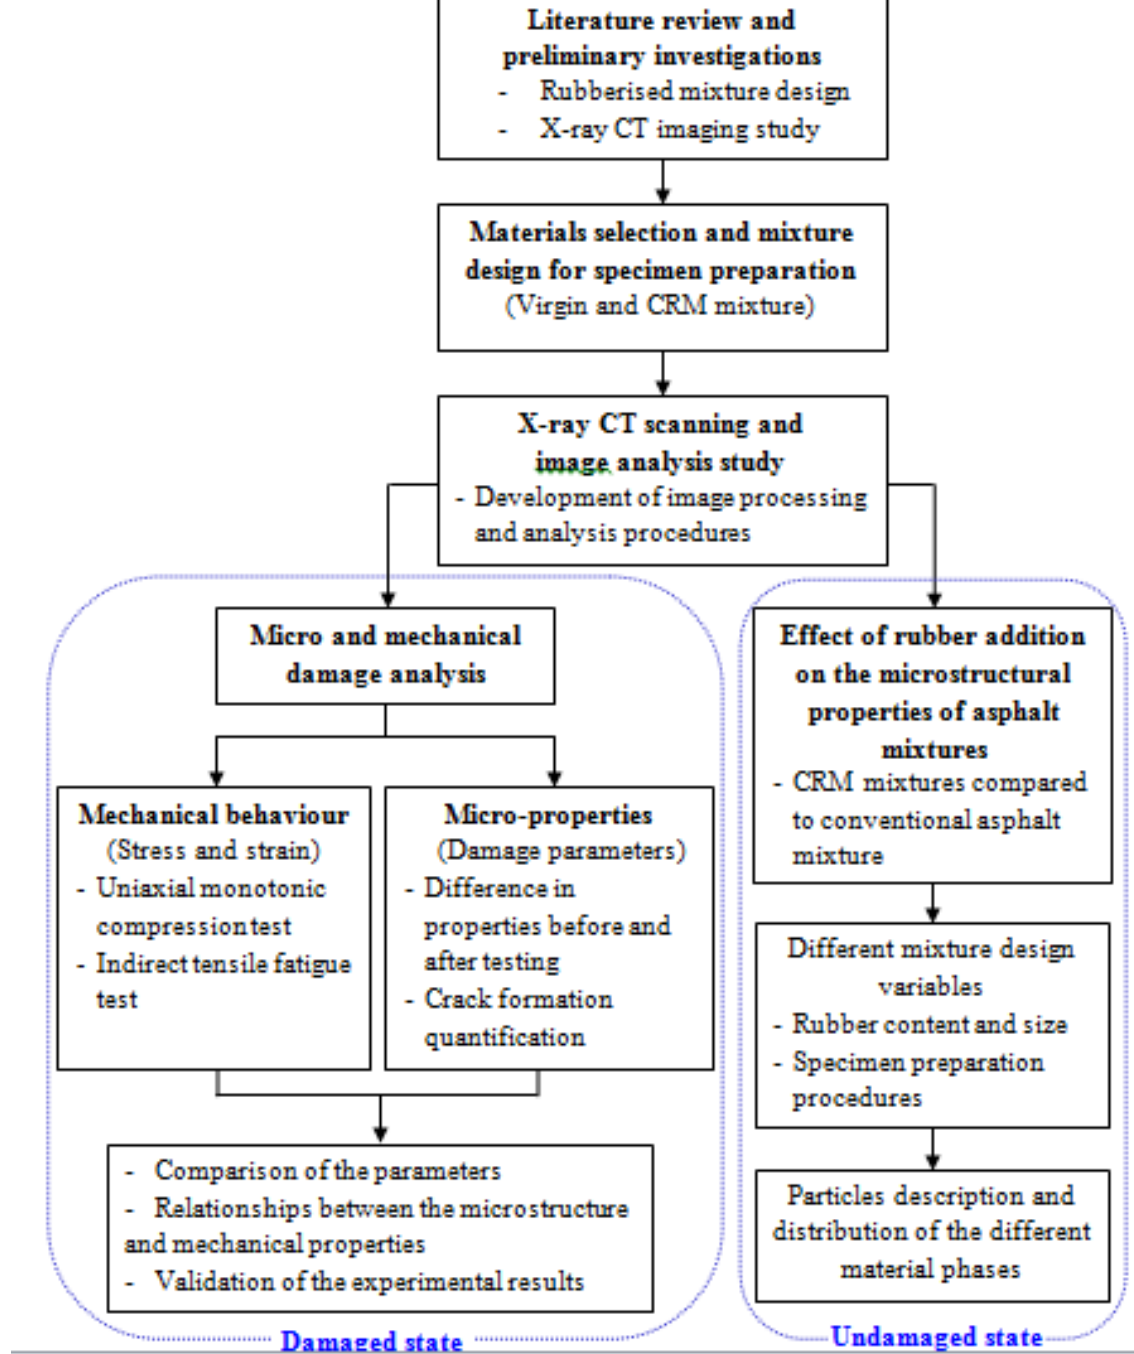 Literature review and
preliminary investigations
- Rubberised mixture design
- X-ray CT imaging study
Materials selection and mixture
design for specimen preparation
(Virgin and CRM mixture)
X-ray CT scanning and
image analysis study
- Development of image processing
and analysis procedures
Micro and mechanical
damage analysis
Mechanical behaviour
(Stress and strain)
- Uniaxial monotonic
compression test
- Indirect tensile fatigue
test
Micro-properties
(Damage parameters)
- Difference in
properties before and
after testing
- Crack formation
quantification
- Comparison of the parameters
- Relationships between the microstructure
and mechanical properties
- Validation of the experimental results
Damaged state
Effect of rubber addition
on the microstructural
properties of asphalt
mixtures
- CRM mixtures compared
to conventional asphalt
mixture
Different mixture design
variables
- Rubber content and size
- Specimen preparation
procedures
Particles description and
distribution of the different
material phases
Undamaged state